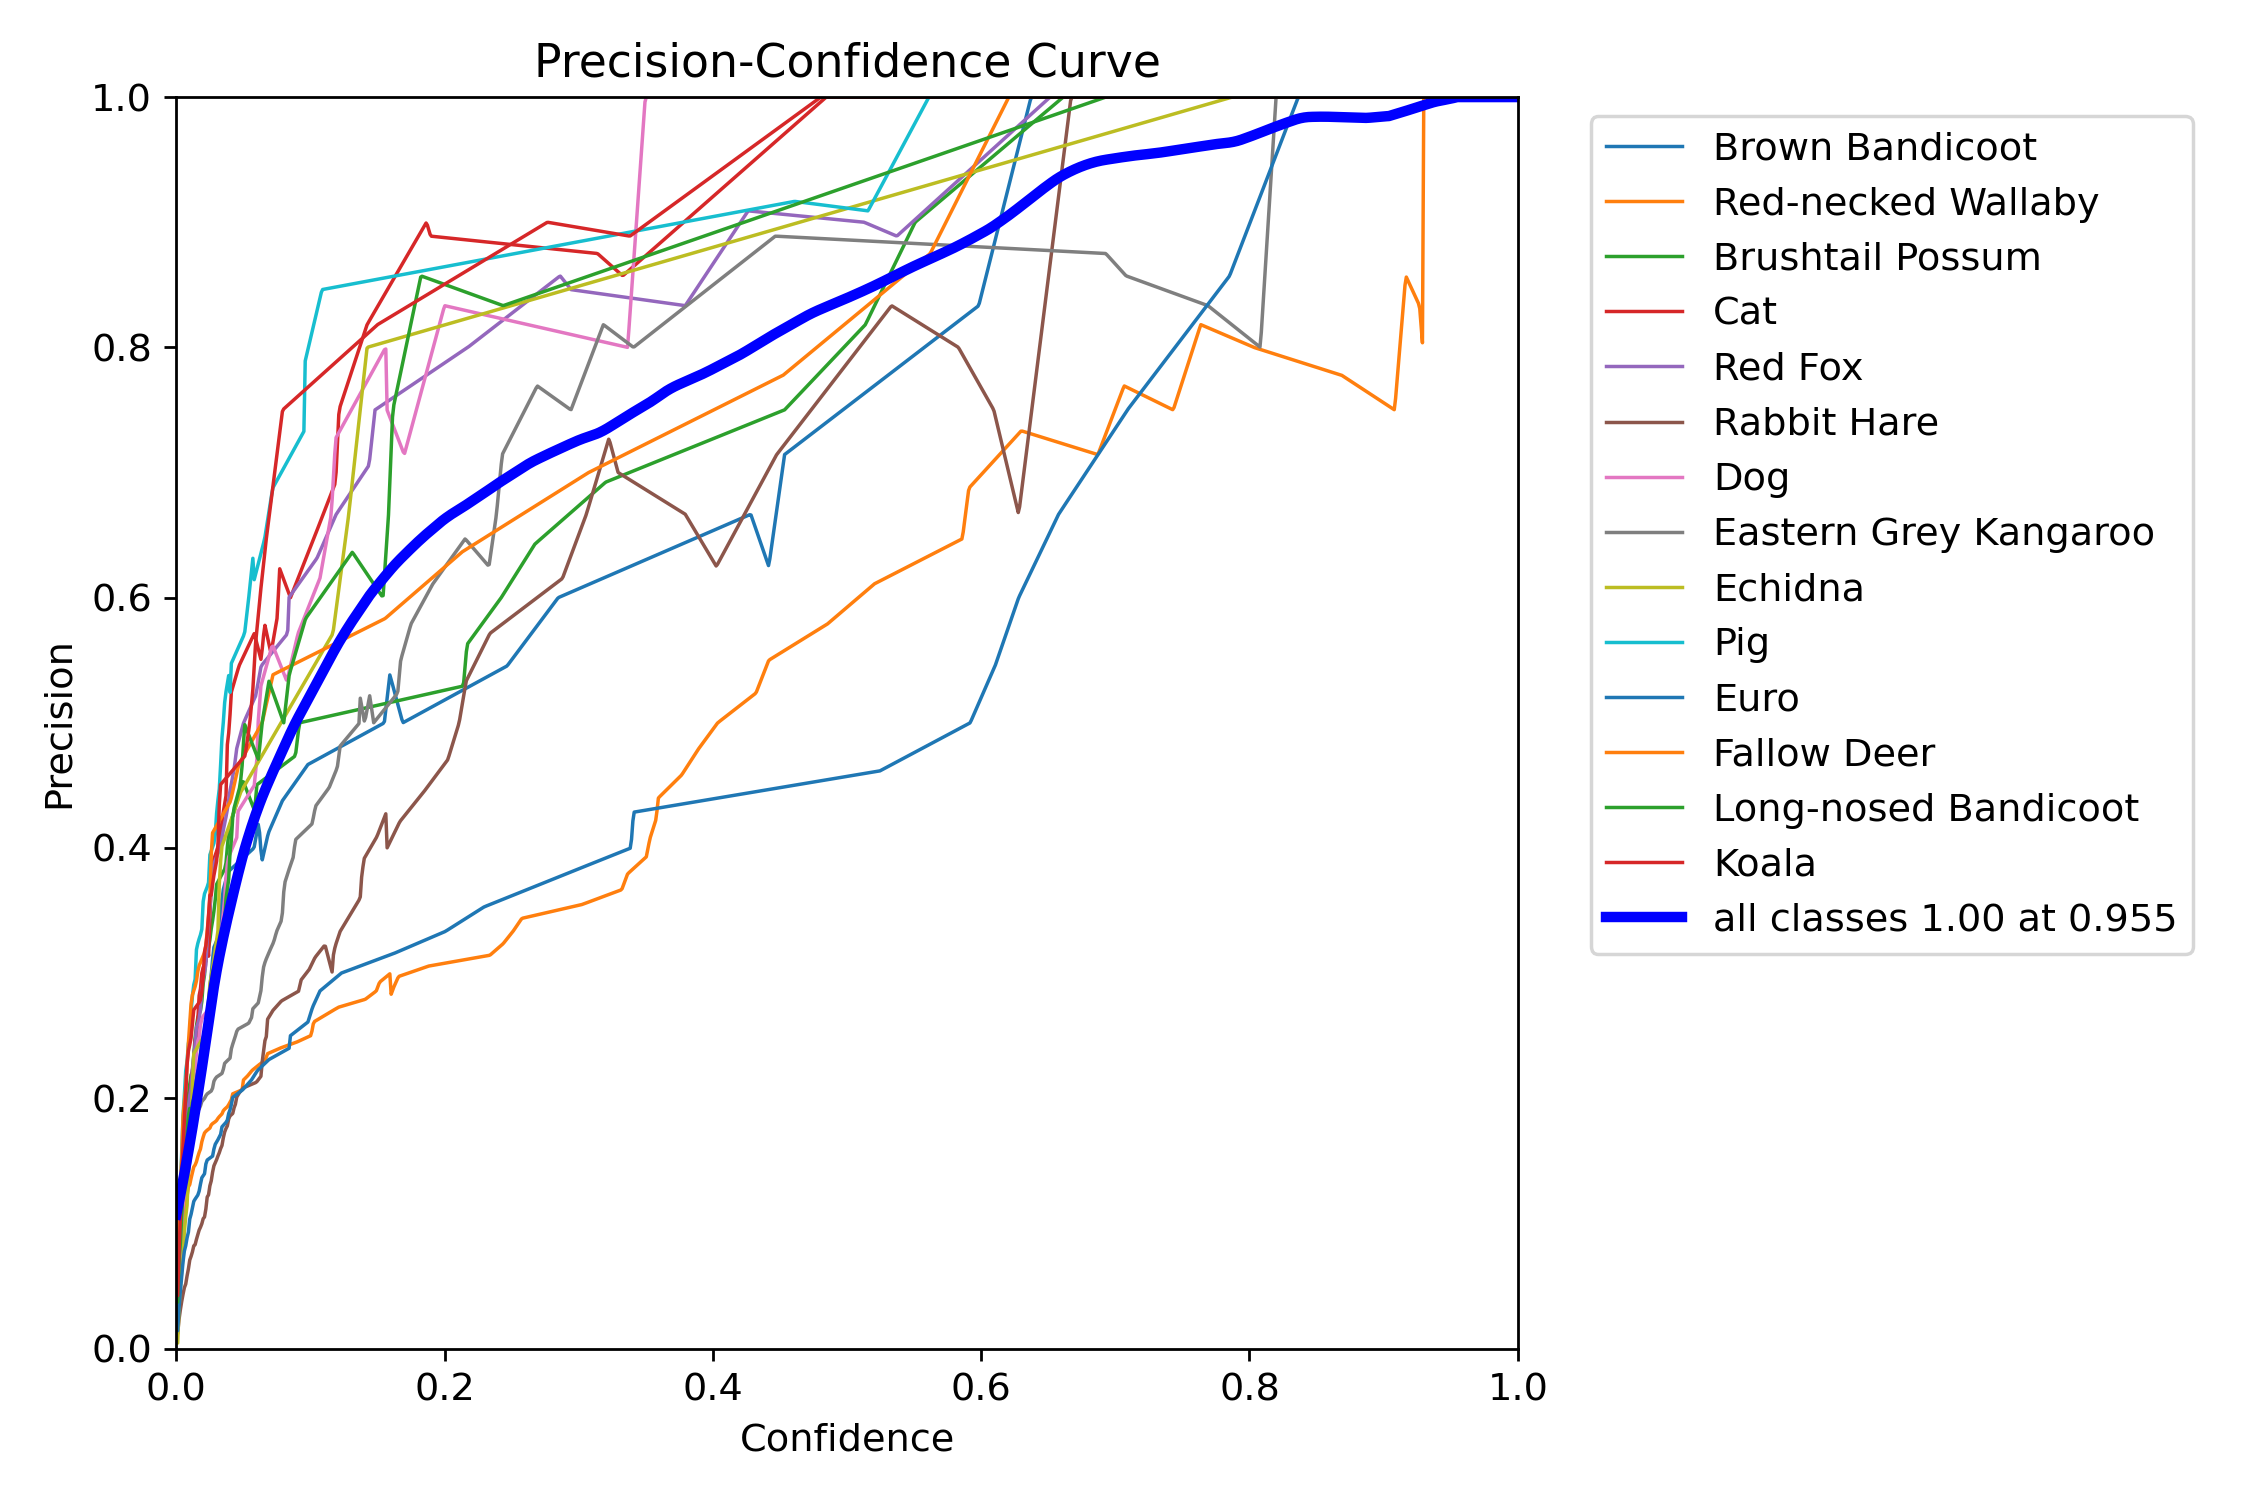 Precision-Confidence Curve
1.0
0.8
0.6
0.4
0.2
0.0
Precision
0.0 0.2 0.4 0.6 0.8 1.0
Confidence
Brown Bandicoot
Red-necked Wallaby
Brushtail Possum
Cat
Red Fox
Rabbit Hare
Dog
Eastern Grey Kangaroo
Echidna
Pig
Euro
Fallow Deer
Long-nosed Bandicoot
Koala
all classes 1.00 at 0.955